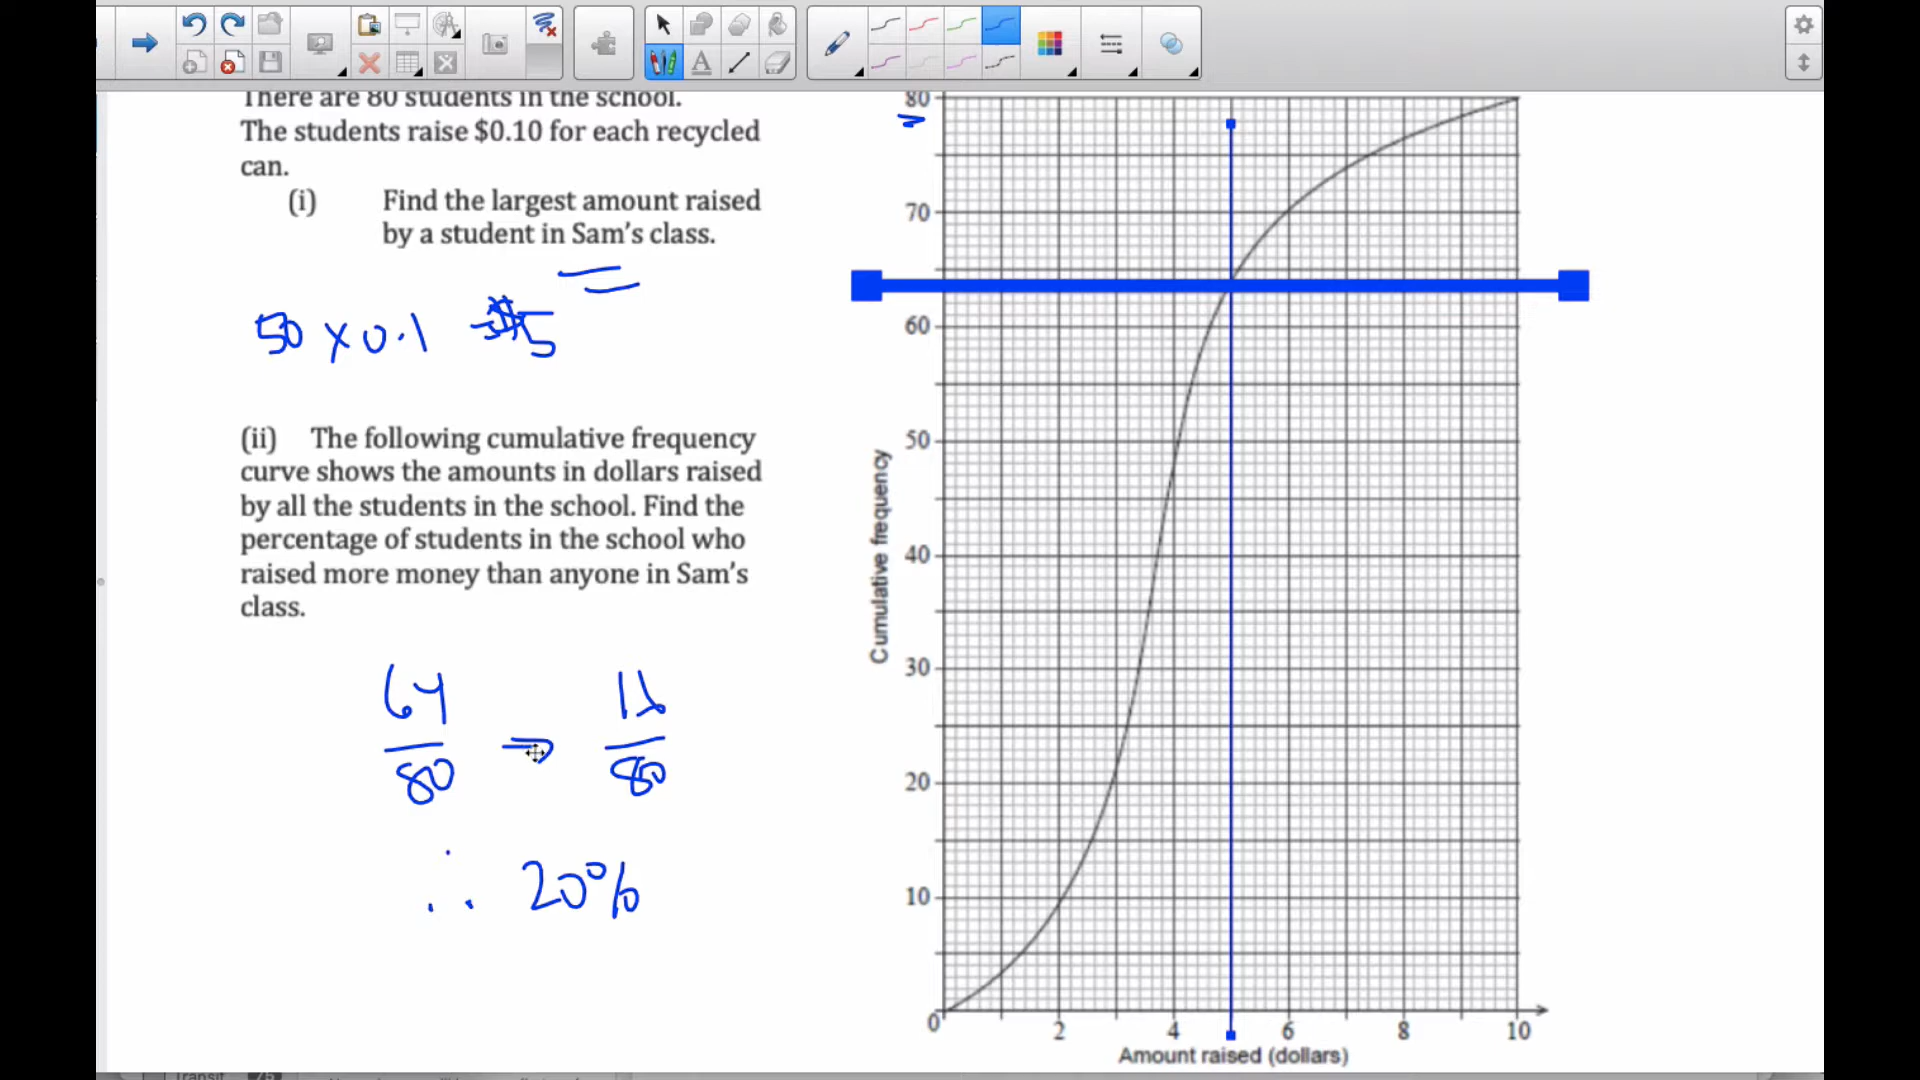 There are 80 students in the school.
The students raise $0.10 for each recycled
can.
(i) Find the largest amount raised
by a student in Sam's class.
50 × 0.1 = $5
(ii) The following cumulative frequency
curve shows the amounts in dollars raised
by all the students in the school. Find the
percentage of students in the school who
raised more money than anyone in Sam's
class.
64/80 ⇒ 16/80
∴ 20%
80
70
60
50
40
30
20
10
0
2 4 6 8 10
Cumulative frequency
Amount raised (dollars)
Transit